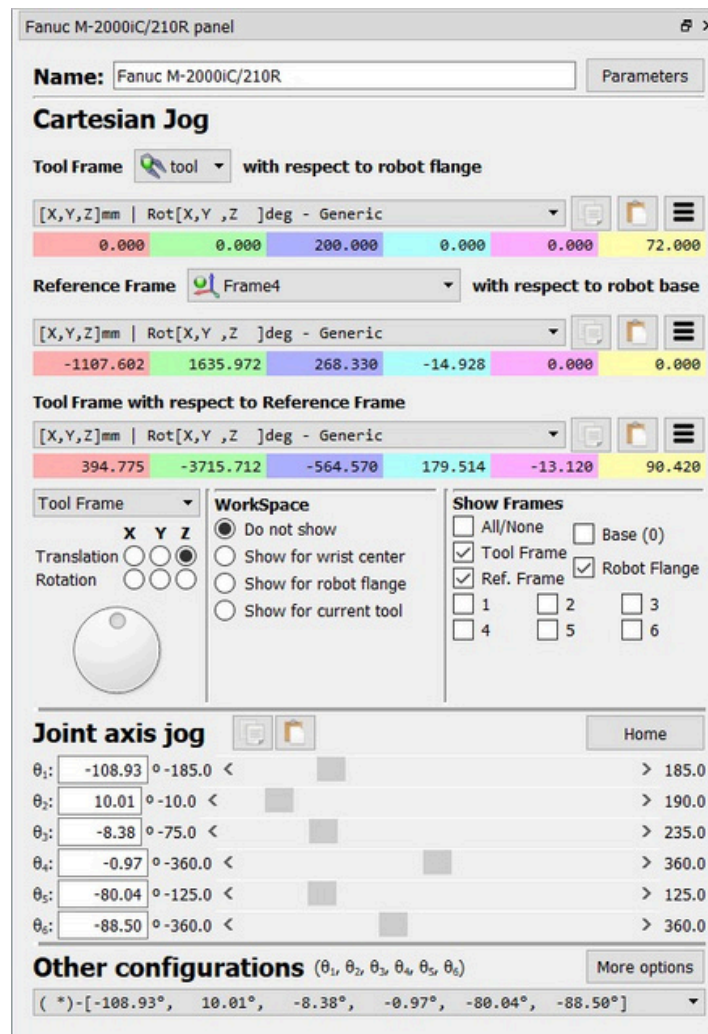 Fanuc M-2000iC/210R panel
Name: Fanuc M-2000iC/210R Parameters
Cartesian Jog
Tool Frame tool with respect to robot flange
[X,Y,Z]mm | Rot[X,Y ,Z ]deg - Generic
0.000 0.000 200.000 0.000 0.000 72.000
Reference Frame Frame4 with respect to robot base
[X,Y,Z]mm | Rot[X,Y ,Z ]deg - Generic
-1107.602 1635.972 268.330 -14.928 0.000 0.000
Tool Frame with respect to Reference Frame
[X,Y,Z]mm | Rot[X,Y ,Z ]deg - Generic
394.775 -3715.712 -564.570 179.514 -13.120 90.420
Tool Frame
X Y Z
Translation
Rotation
WorkSpace
Do not show
Show for wrist center
Show for robot flange
Show for current tool
Show Frames
All/None Base (0)
Tool Frame
Ref. Frame Robot Flange
1 2 3
4 5 6
Joint axis jog Home
θ₁: -108.93 º -185.0 < > 185.0
θ₂: 10.01 º -10.0 < > 190.0
θ₃: -8.38 º -75.0 < > 235.0
θ₄: -0.97 º -360.0 < > 360.0
θ₅: -80.04 º -125.0 < > 125.0
θ₆: -88.50 º -360.0 < > 360.0
Other configurations (θ₁, θ₂, θ₃, θ₄, θ₅, θ₆) More options
( *)-[-108.93°, 10.01°, -8.38°, -0.97°, -80.04°, -88.50°]